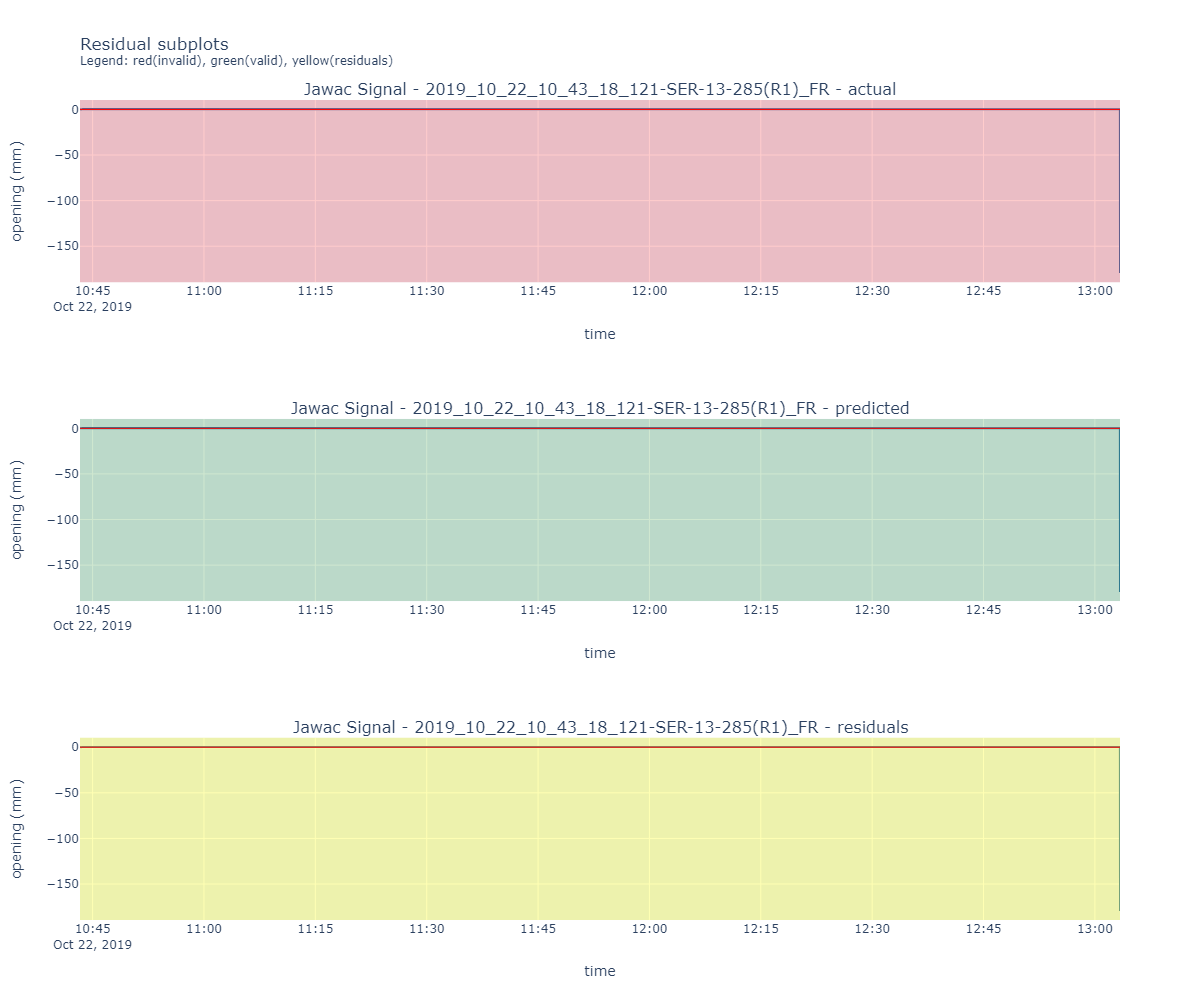 Residual subplots
Legend: red(invalid), green(valid), yellow(residuals)
Jawac Signal - 2019_10_22_10_43_18_121-SER-13-285(R1)_FR - actual
0
−50
−100
−150
opening (mm)
10:45 11:00 11:15 11:30 11:45 12:00 12:15 12:30 12:45 13:00
Oct 22, 2019
time
Jawac Signal - 2019_10_22_10_43_18_121-SER-13-285(R1)_FR - predicted
0
−50
−100
−150
opening (mm)
10:45 11:00 11:15 11:30 11:45 12:00 12:15 12:30 12:45 13:00
Oct 22, 2019
time
Jawac Signal - 2019_10_22_10_43_18_121-SER-13-285(R1)_FR - residuals
0
−50
−100
−150
opening (mm)
10:45 11:00 11:15 11:30 11:45 12:00 12:15 12:30 12:45 13:00
Oct 22, 2019
time